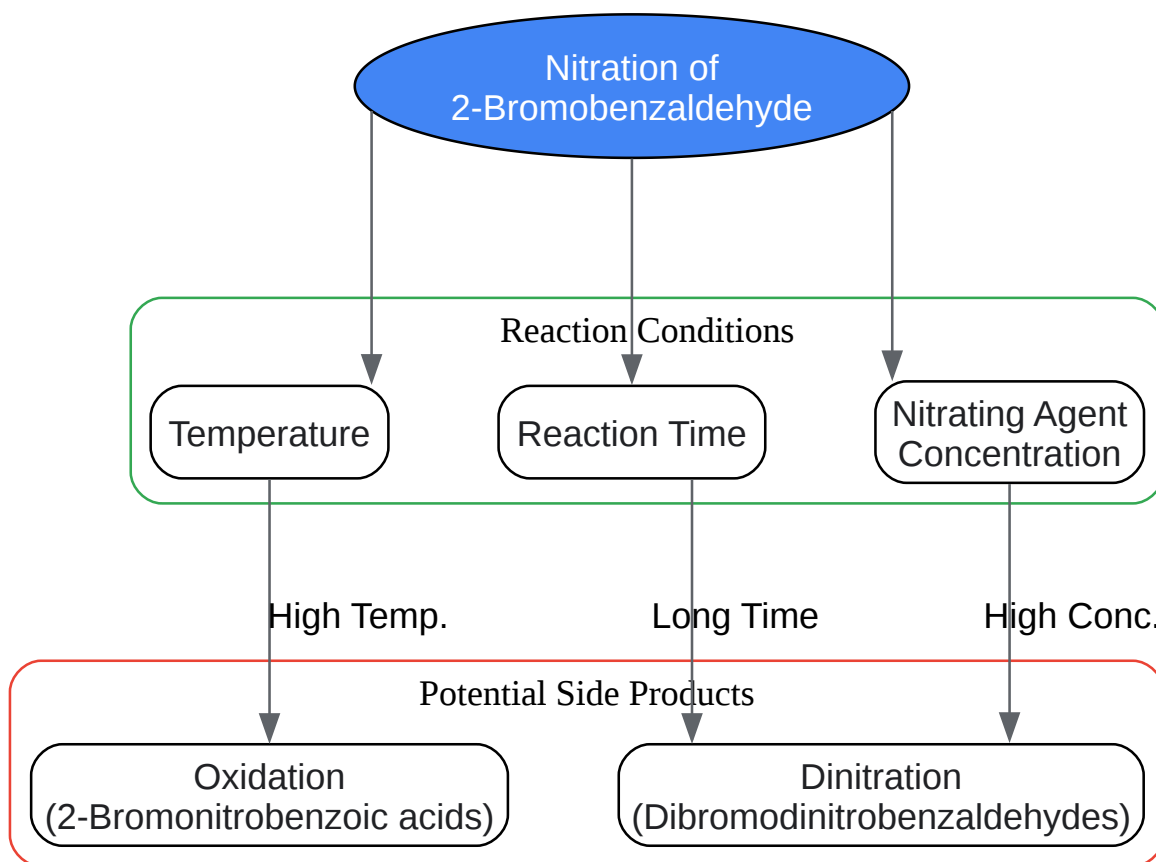 Nitration of
2-Bromobenzaldehyde
Reaction Conditions
Temperature
Reaction Time
Nitrating Agent
Concentration
High Temp.
Long Time
High Conc.
Potential Side Products
Oxidation
(2-Bromonitrobenzoic acids)
Dinitration
(Dibromodinitrobenzaldehydes)